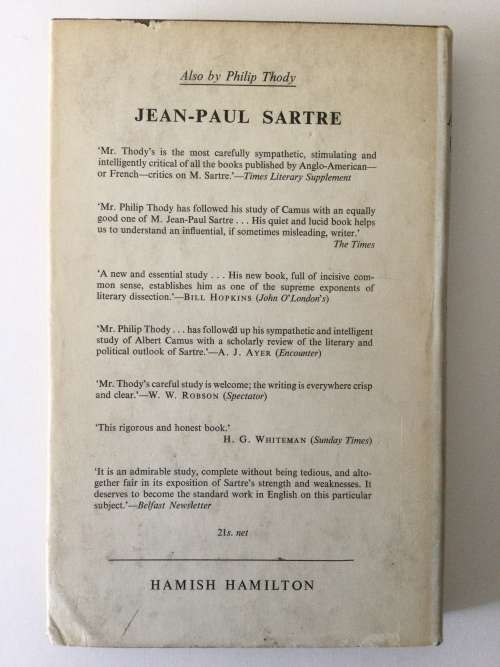 Also by Philip Thody
JEAN-PAUL SARTRE
‘Mr. Thody's is the most carefully sympathetic, stimulating and
intelligently critical of all the books published by Anglo-American—
or French—critics on M. Sartre.’—Times Literary Supplement
‘Mr. Philip Thody has followed his study of Camus with an equally
good one of M. Jean-Paul Sartre . . . His quiet and lucid book helps
us to understand an influential, if sometimes misleading, writer.’
The Times
‘A new and essential study . . . His new book, full of incisive com-
mon sense, establishes him as one of the supreme exponents of
literary dissection.’—BILL HOPKINS (John O'London's)
‘Mr. Philip Thody . . . has followed up his sympathetic and intelligent
study of Albert Camus with a scholarly review of the literary and
political outlook of Sartre.’—A. J. AYER (Encounter)
‘Mr. Thody's careful study is welcome; the writing is everywhere crisp
and clear.’—W. W. ROBSON (Spectator)
‘This rigorous and honest book.’
H. G. WHITEMAN (Sunday Times)
‘It is an admirable study, complete without being tedious, and alto-
gether fair in its exposition of Sartre's strength and weaknesses. It
deserves to become the standard work in English on this particular
subject.’—Belfast Newsletter
21s. net
HAMISH HAMILTON